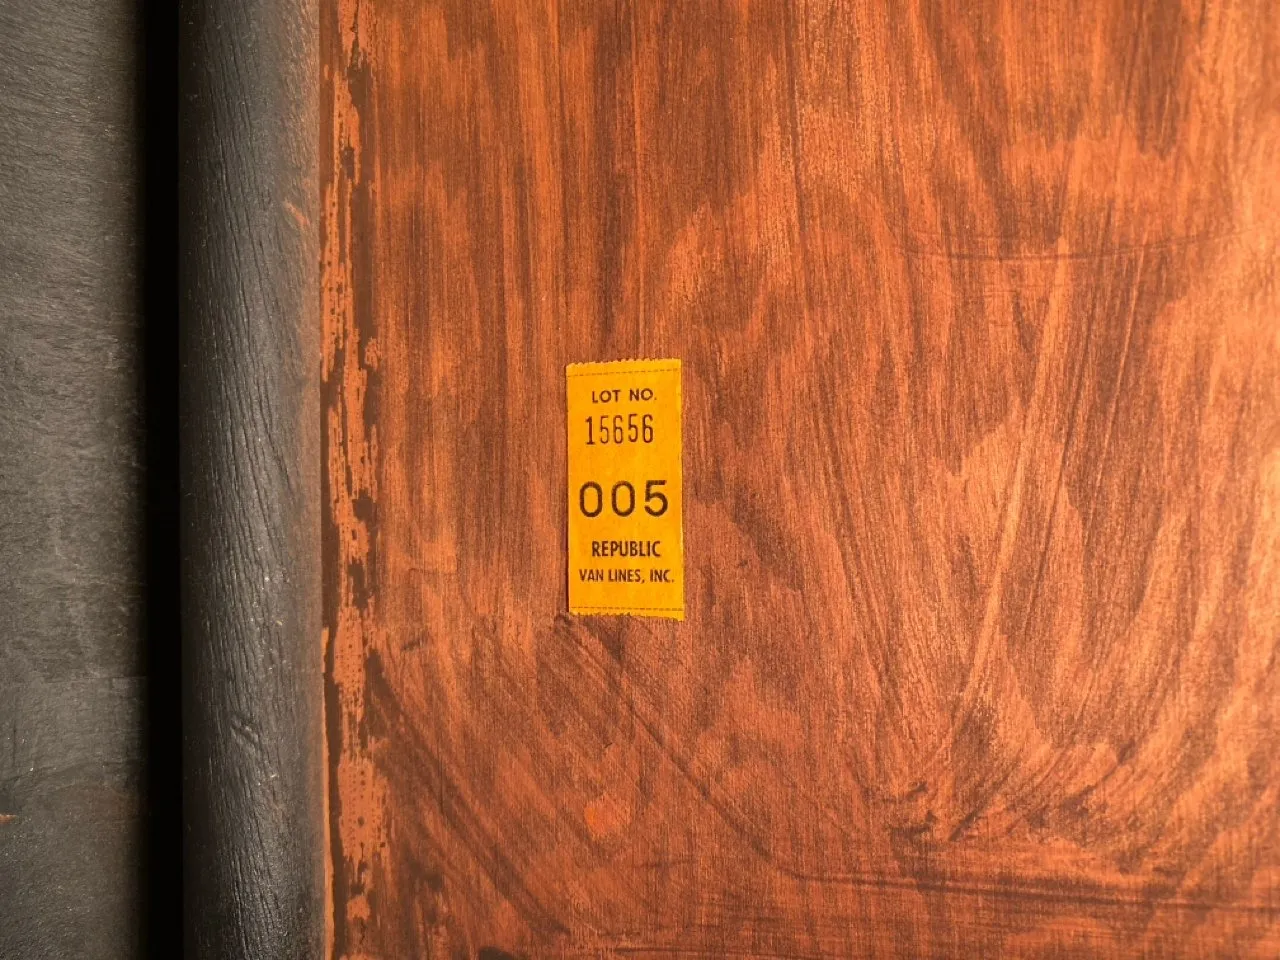 LOT NO.
15656
005
REPUBLIC
VAN LINES, INC.